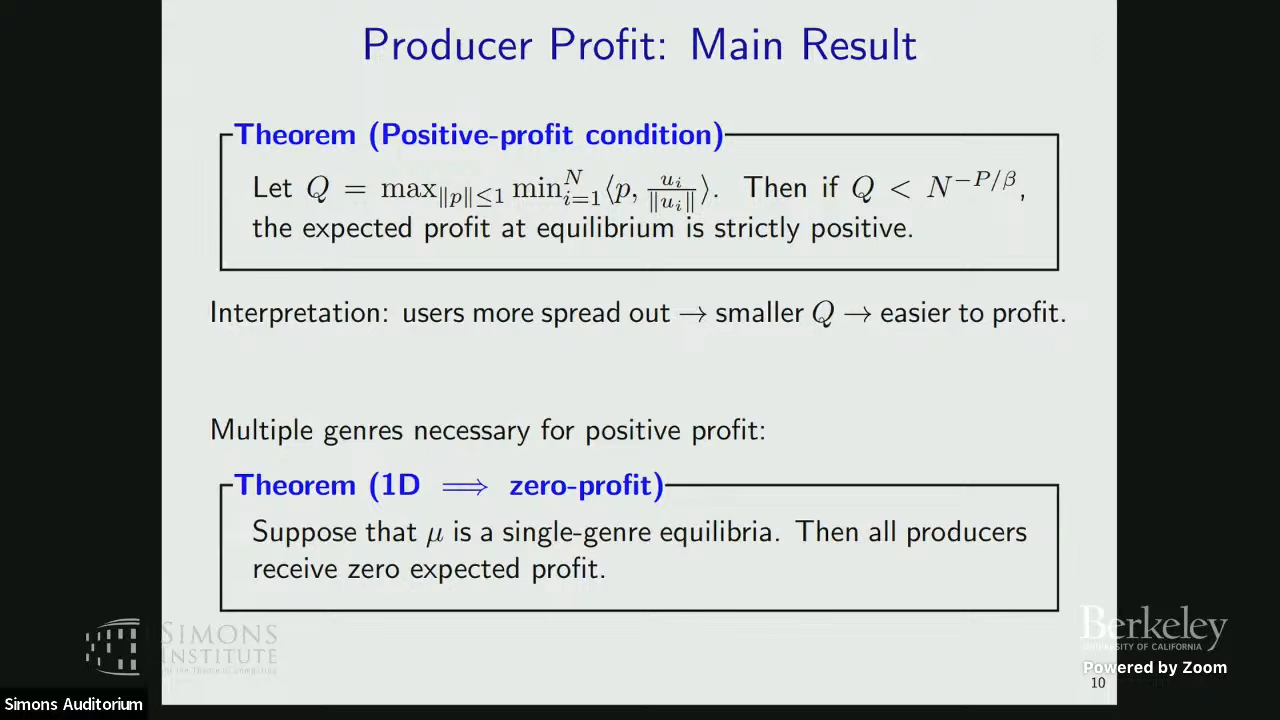 Producer Profit: Main Result
Theorem (Positive-profit condition)
Let Q = max_{‖p‖≤1} min_{i=1}^{N} ⟨p, u_i/‖u_i‖⟩. Then if Q < N^{−P/β},
the expected profit at equilibrium is strictly positive.
Interpretation: users more spread out → smaller Q → easier to profit.
Multiple genres necessary for positive profit:
Theorem (1D ⟹ zero-profit)
Suppose that μ is a single-genre equilibria. Then all producers
receive zero expected profit.
SIMONS
INSTITUTE
Berkeley
UNIVERSITY OF CALIFORNIA
Powered by Zoom
10
Simons Auditorium